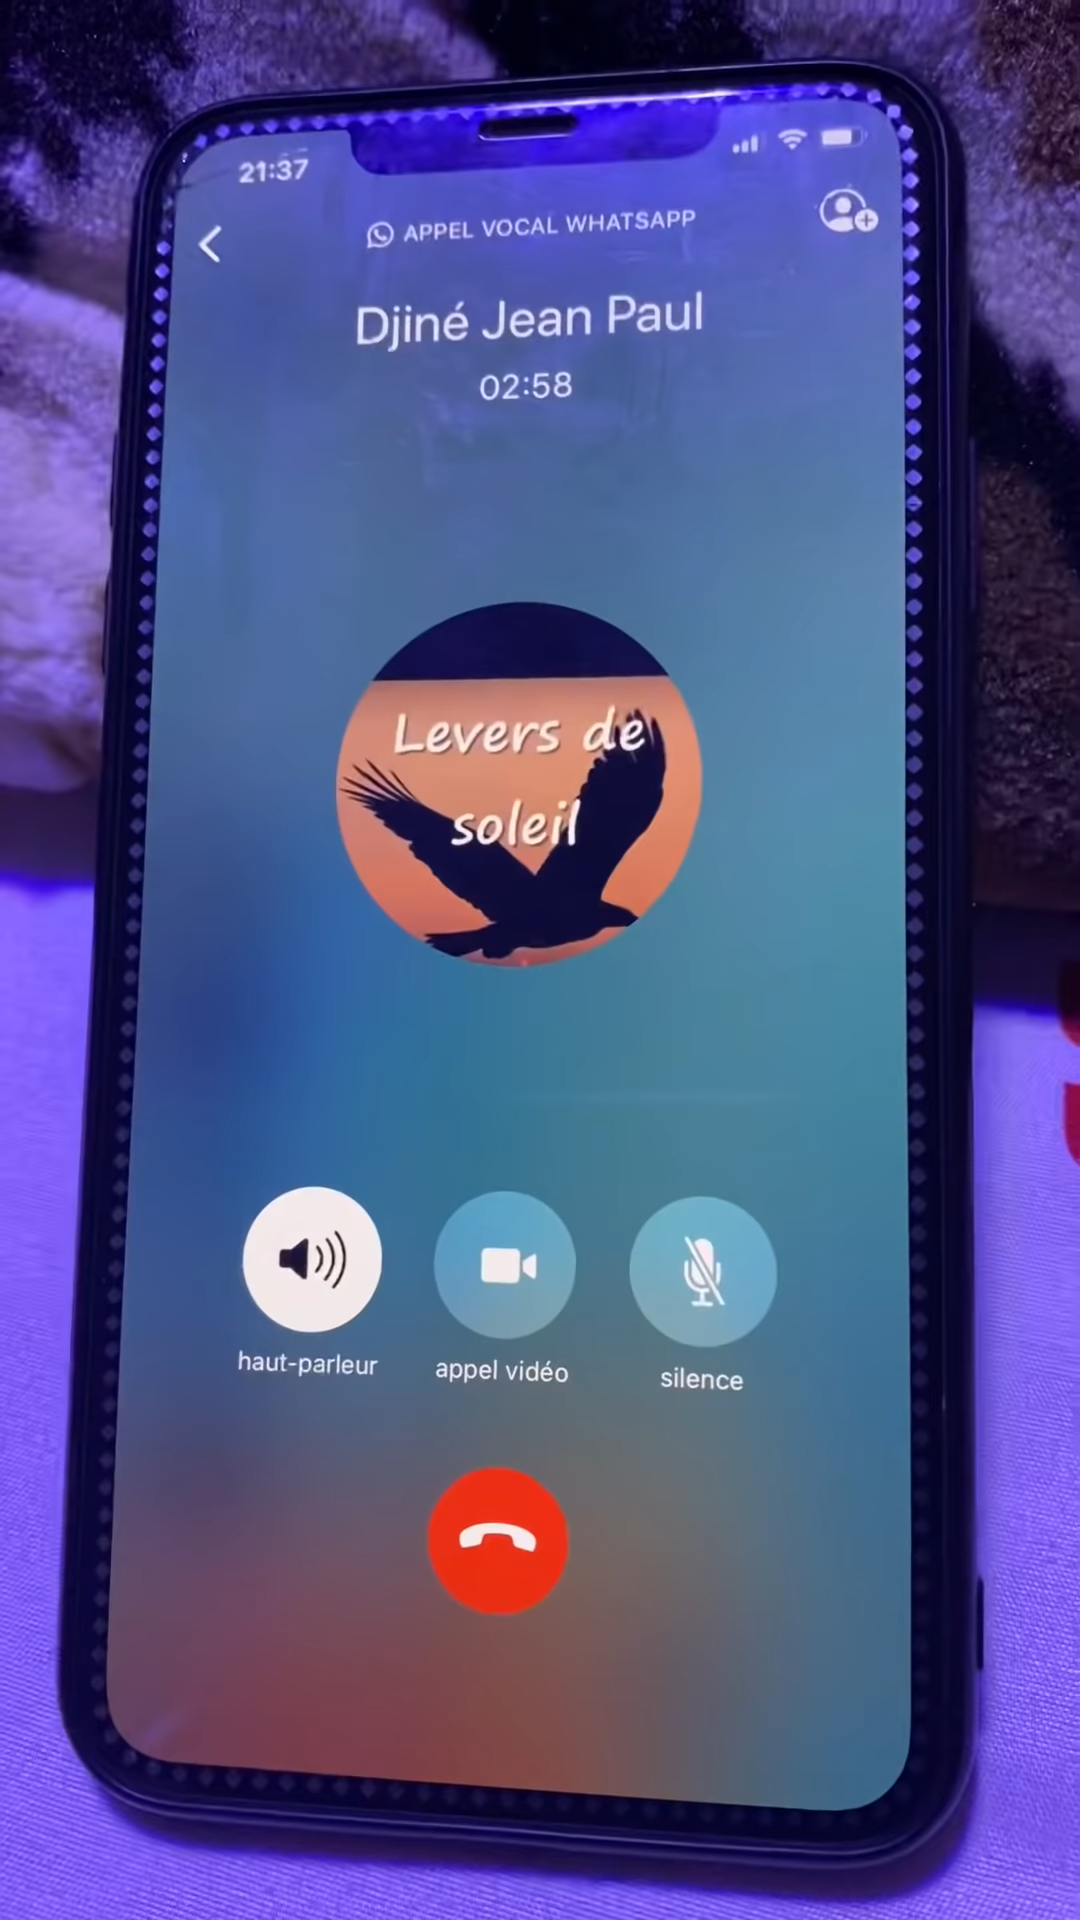 21:37
APPEL VOCAL WHATSAPP
Djiné Jean Paul
02:58
Levers de
soleil
haut-parleur
appel vidéo
silence